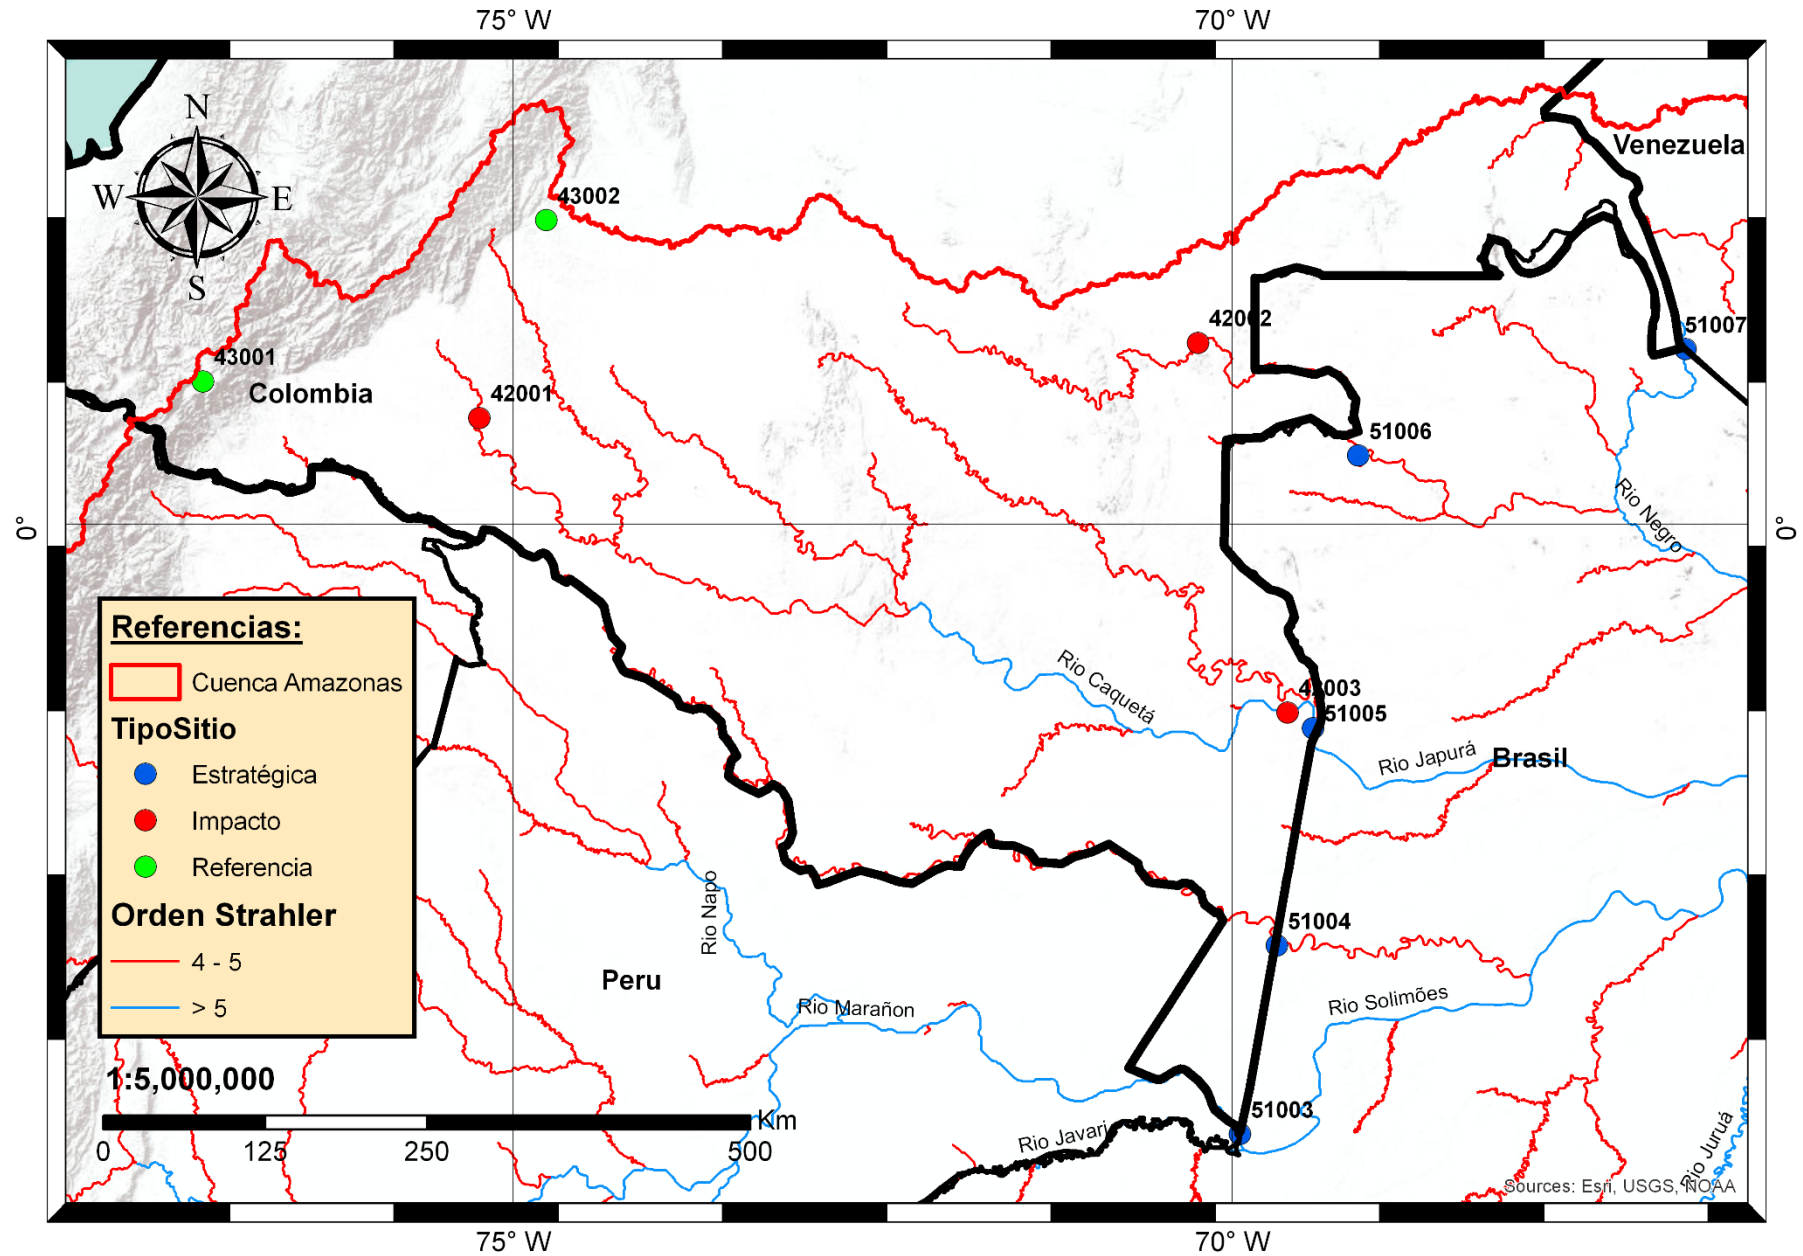 75° W
70° W
N
W
E
S
Venezuela
43002
42002
51007
43001
Colombia
42001
51006
Rio Negro
0°
0°
Referencias:
Cuenca Amazonas
TipoSitio
Estratégica
Impacto
Referencia
Orden Strahler
4 - 5
> 5
Rio Caquetá
42003
51005
Rio Japurá
Brasil
Rio Napo
51004
Peru
Rio Marañon
Rio Solimões
1:5,000,000
Km
0
125
250
500
51003
Rio Javari
Rio Juruá
Sources: Esri, USGS, NOAA
75° W
70° W